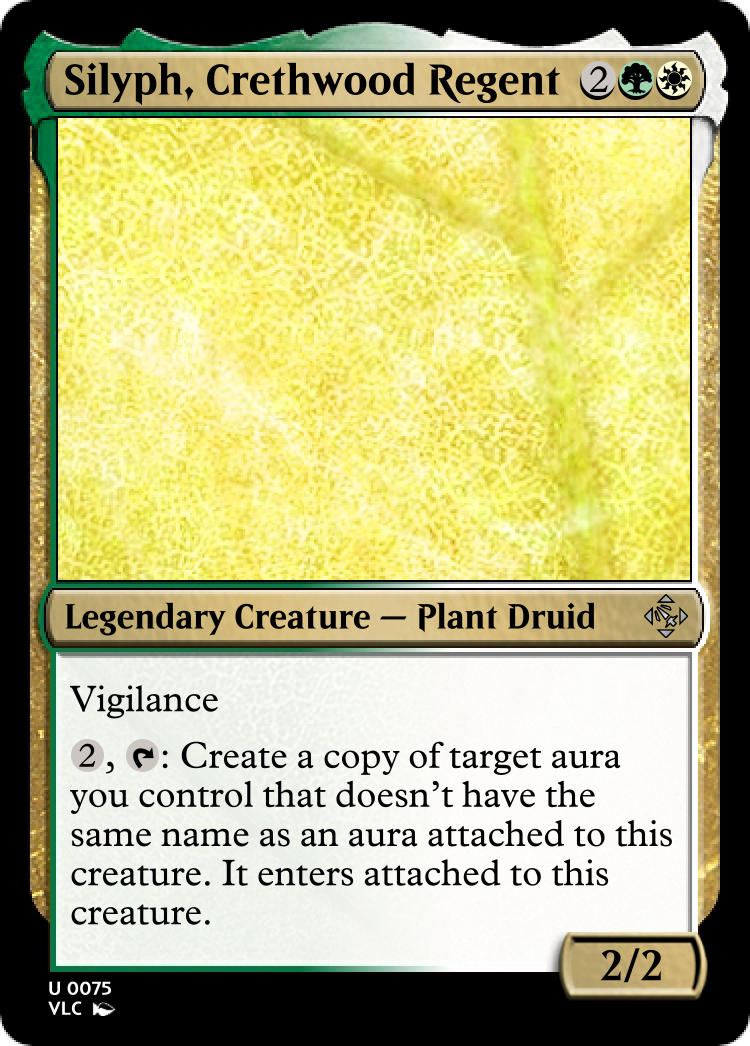 Silyph, Crethwood Regent 2
Legendary Creature — Plant Druid
Vigilance
2, : Create a copy of target aura
you control that doesn't have the
same name as an aura attached to this
creature. It enters attached to this
creature.
2/2
U 0075
VLC